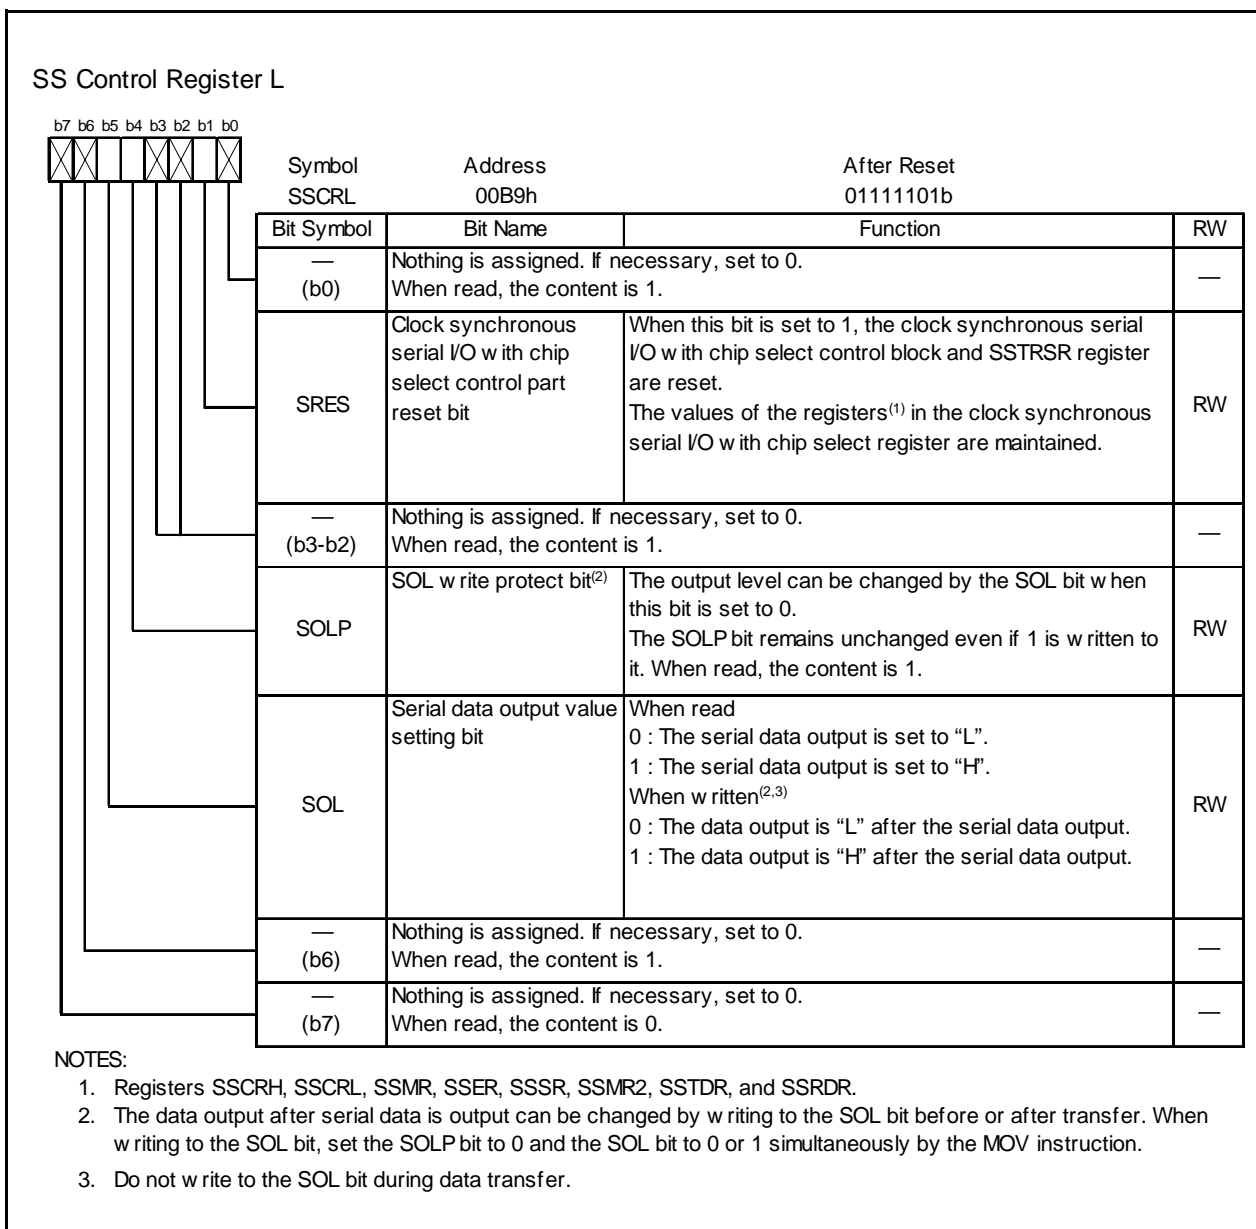 SS Control Register L
b7 b6 b5 b4 b3 b2 b1 b0
Symbol Address After Reset
SSCRL 00B9h 01111101b
Bit Symbol Bit Name Function RW
— Nothing is assigned. If necessary, set to 0. —
(b0) When read, the content is 1.
SRES Clock synchronous When this bit is set to 1, the clock synchronous serial RW
serial I/O with chip I/O with chip select control block and SSTRSR register
select control part are reset.
reset bit The values of the registers(1) in the clock synchronous
serial I/O with chip select register are maintained.
— Nothing is assigned. If necessary, set to 0. —
(b3-b2) When read, the content is 1.
SOLP SOL write protect bit(2) The output level can be changed by the SOL bit when RW
this bit is set to 0.
The SOLP bit remains unchanged even if 1 is written to
it. When read, the content is 1.
SOL Serial data output value When read RW
setting bit 0 : The serial data output is set to “L”.
1 : The serial data output is set to “H”.
When written(2,3)
0 : The data output is “L” after the serial data output.
1 : The data output is “H” after the serial data output.
— Nothing is assigned. If necessary, set to 0. —
(b6) When read, the content is 1.
— Nothing is assigned. If necessary, set to 0. —
(b7) When read, the content is 0.
NOTES:
1. Registers SSCRH, SSCRL, SSMR, SSER, SSSR, SSMR2, SSTDR, and SSRDR.
2. The data output after serial data is output can be changed by writing to the SOL bit before or after transfer. When
writing to the SOL bit, set the SOLP bit to 0 and the SOL bit to 0 or 1 simultaneously by the MOV instruction.
3. Do not write to the SOL bit during data transfer.